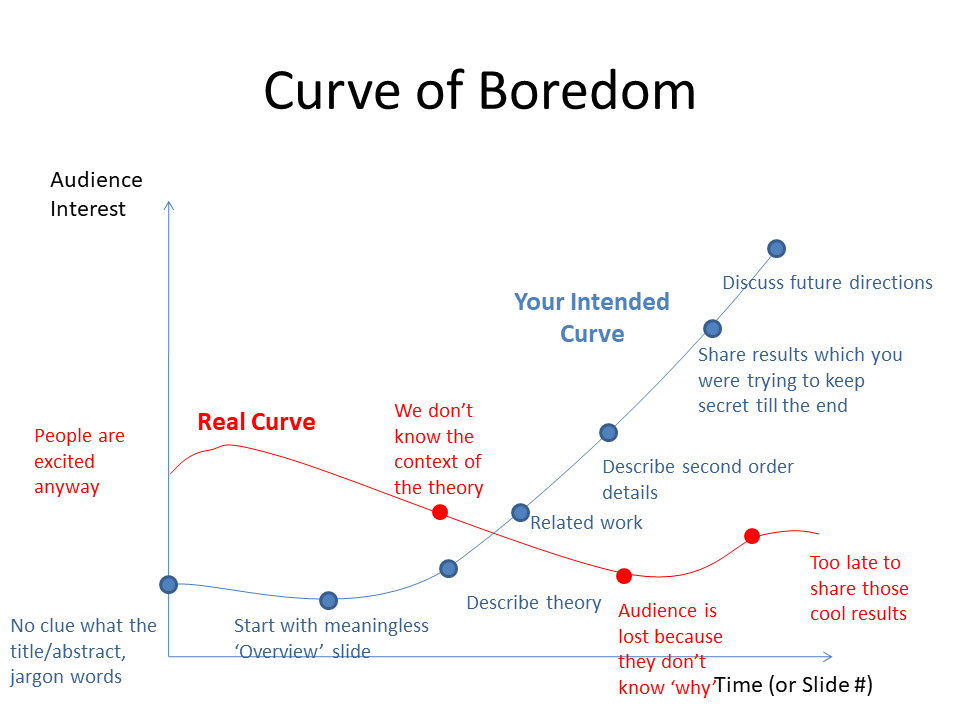 Curve of Boredom
Audience
Interest
Your Intended
Curve
Discuss future directions
Share results which you
were trying to keep
secret till the end
Real Curve
People are
excited
anyway
We don’t
know the
context of
the theory
Describe second order
details
Related work
Describe theory
Too late to
share those
cool results
No clue what the
title/abstract,
jargon words
Start with meaningless
‘Overview’ slide
Audience is
lost because
they don’t
know ‘why’
Time (or Slide #)